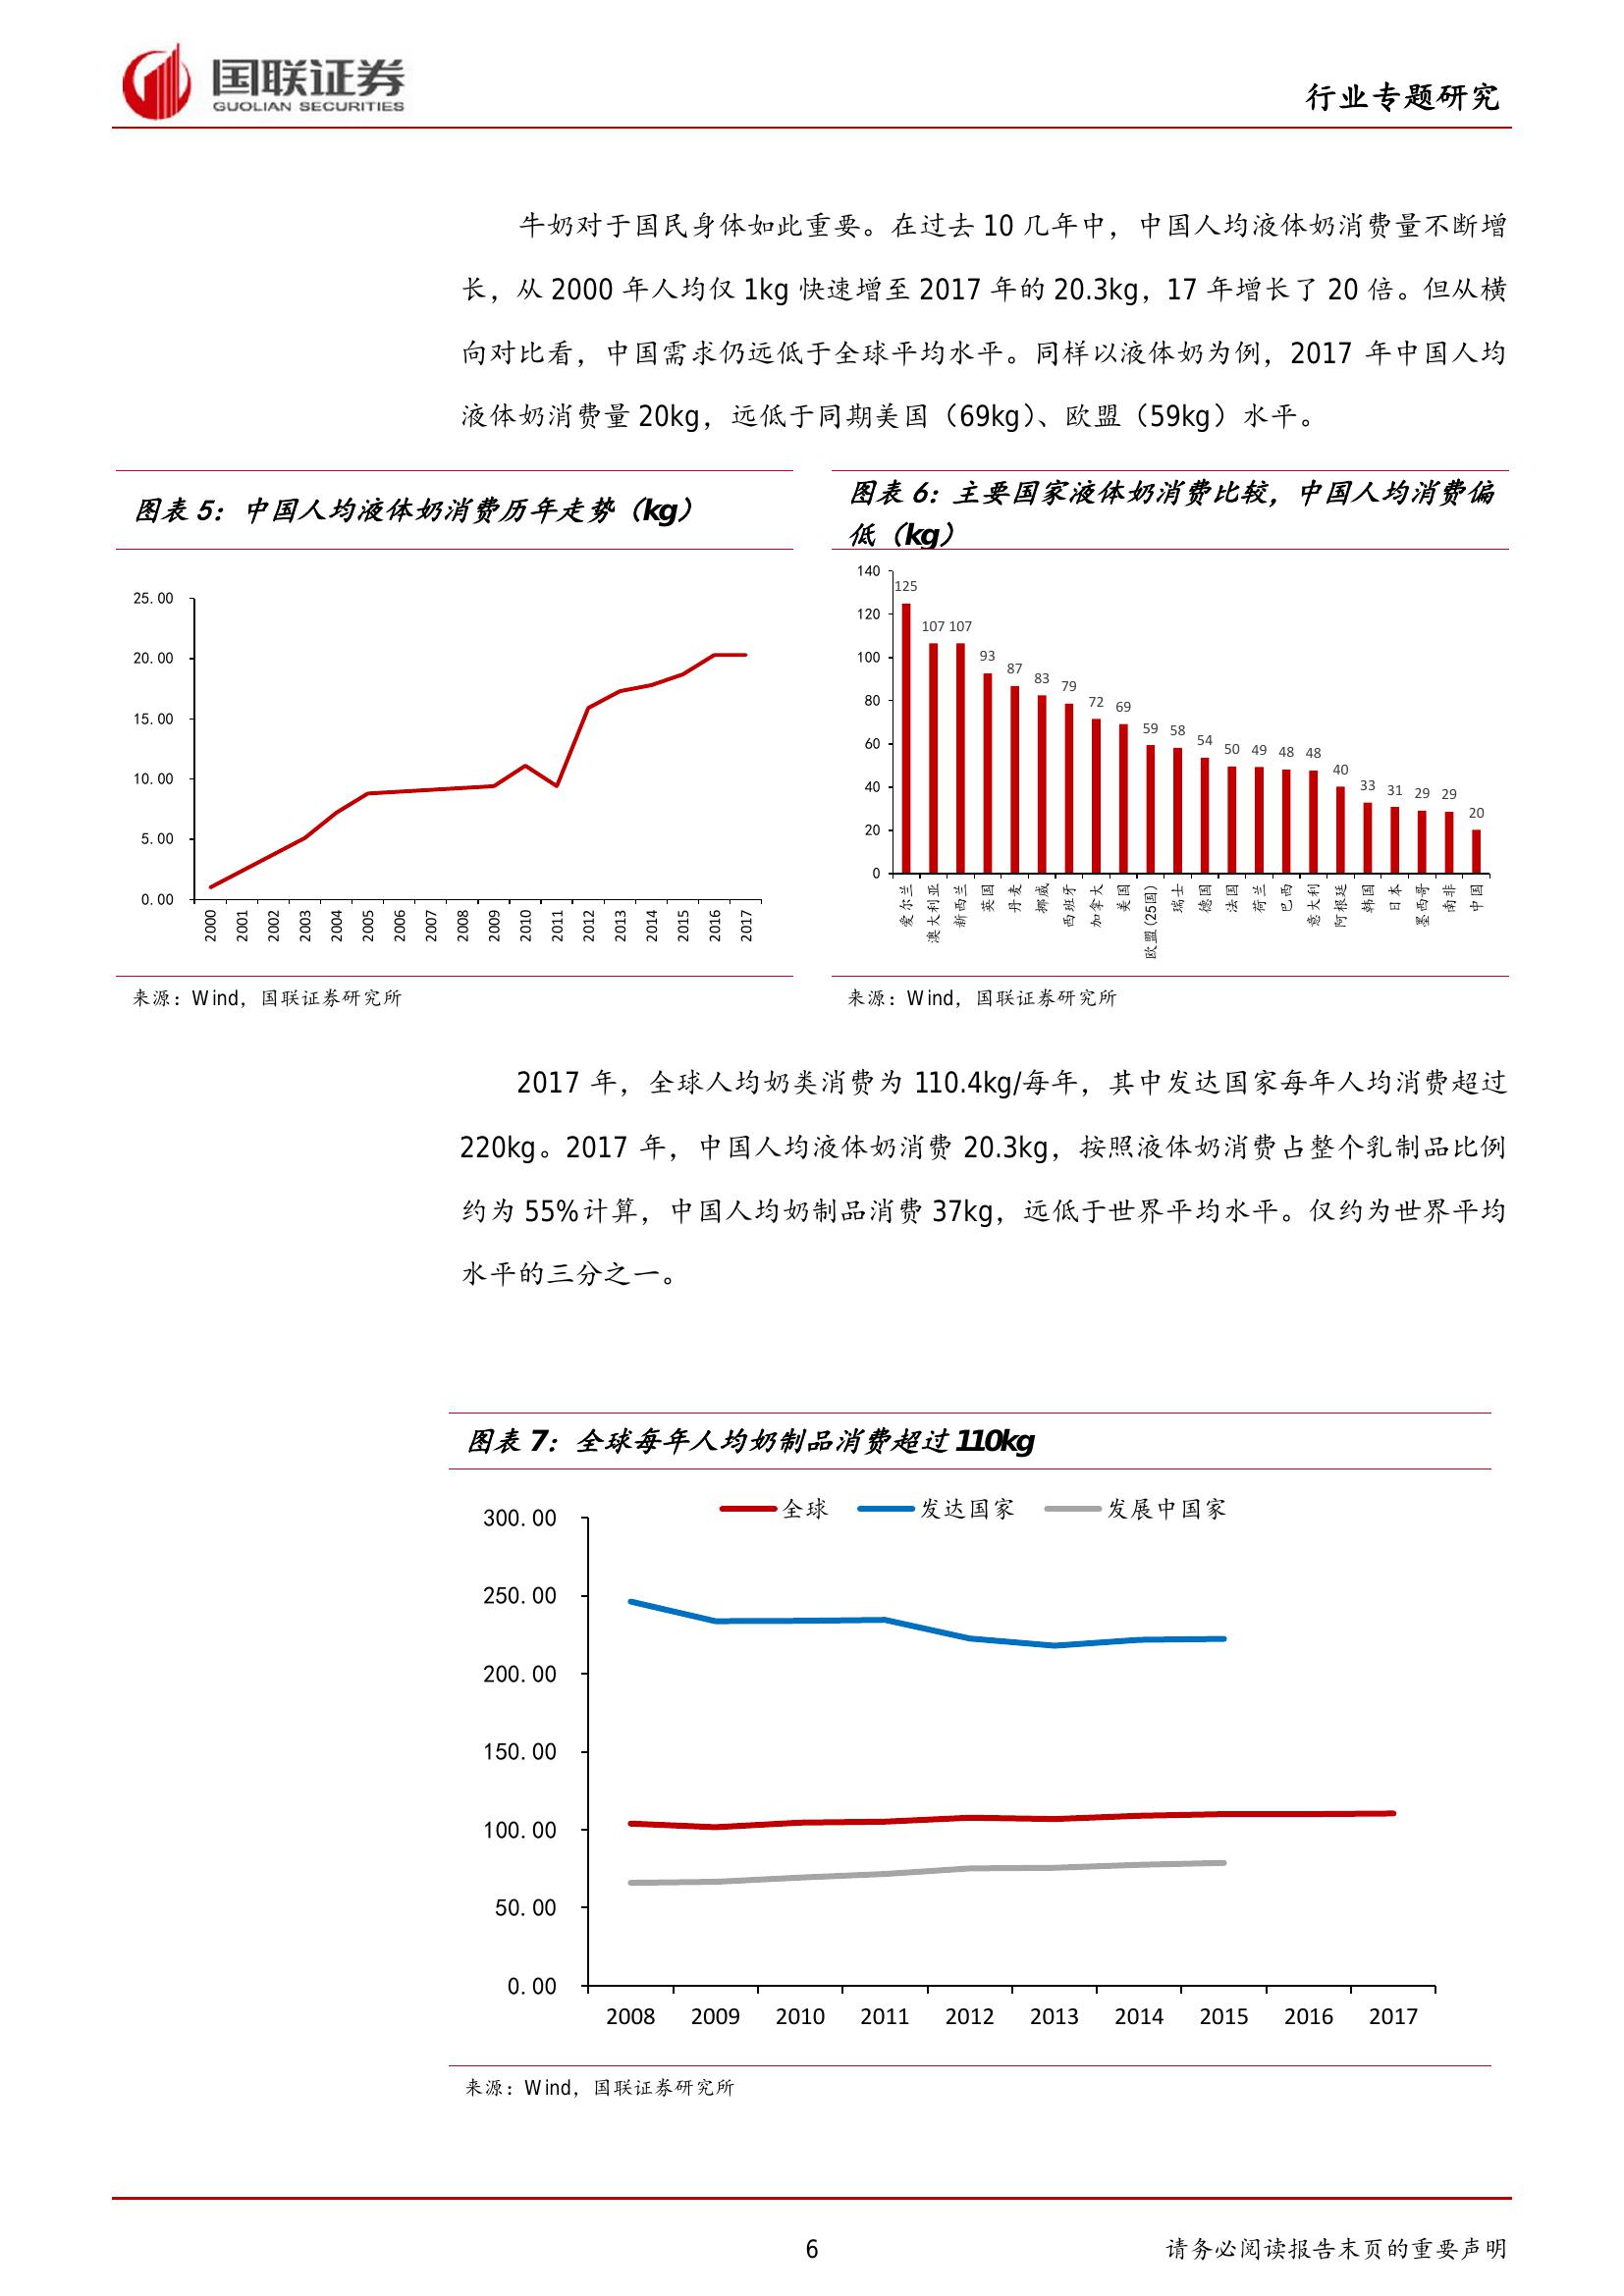 国联证券
GUOLIAN SECURITIES
行业专题研究
牛奶对于国民身体如此重要。在过去 10 几年中，中国人均液体奶消费量不断增
长，从 2000 年人均仅 1kg 快速增至 2017 年的 20.3kg，17 年增长了 20 倍。但从横
向对比看，中国需求仍远低于全球平均水平。同样以液体奶为例，2017 年中国人均
液体奶消费量 20kg，远低于同期美国（69kg）、欧盟（59kg）水平。
图表 5：中国人均液体奶消费历年走势（kg）
25.00
20.00
15.00
10.00
5.00
0.00
2000 2001 2002 2003 2004 2005 2006 2007 2008 2009 2010 2011 2012 2013 2014 2015 2016 2017
来源：Wind，国联证券研究所
图表 6：主要国家液体奶消费比较，中国人均消费偏
低（kg）
140
120
100
80
60
40
20
0
125 107 107 93 87 83 79 72 69 59 58 54 50 49 48 48 40 33 31 29 29 20
爱尔兰 澳大利亚 新西兰 英国 丹麦 挪威 西班牙 加拿大 美国 欧盟(25国) 瑞士 德国 法国 荷兰 巴西 意大利 阿根廷 韩国 日本 墨西哥 南非 中国
来源：Wind，国联证券研究所
2017 年，全球人均奶类消费为 110.4kg/每年，其中发达国家每年人均消费超过
220kg。2017 年，中国人均液体奶消费 20.3kg，按照液体奶消费占整个乳制品比例
约为 55%计算，中国人均奶制品消费 37kg，远低于世界平均水平。仅约为世界平均
水平的三分之一。
图表 7：全球每年人均奶制品消费超过 110kg
全球 发达国家 发展中国家
300.00
250.00
200.00
150.00
100.00
50.00
0.00
2008 2009 2010 2011 2012 2013 2014 2015 2016 2017
来源：Wind，国联证券研究所
6
请务必阅读报告末页的重要声明